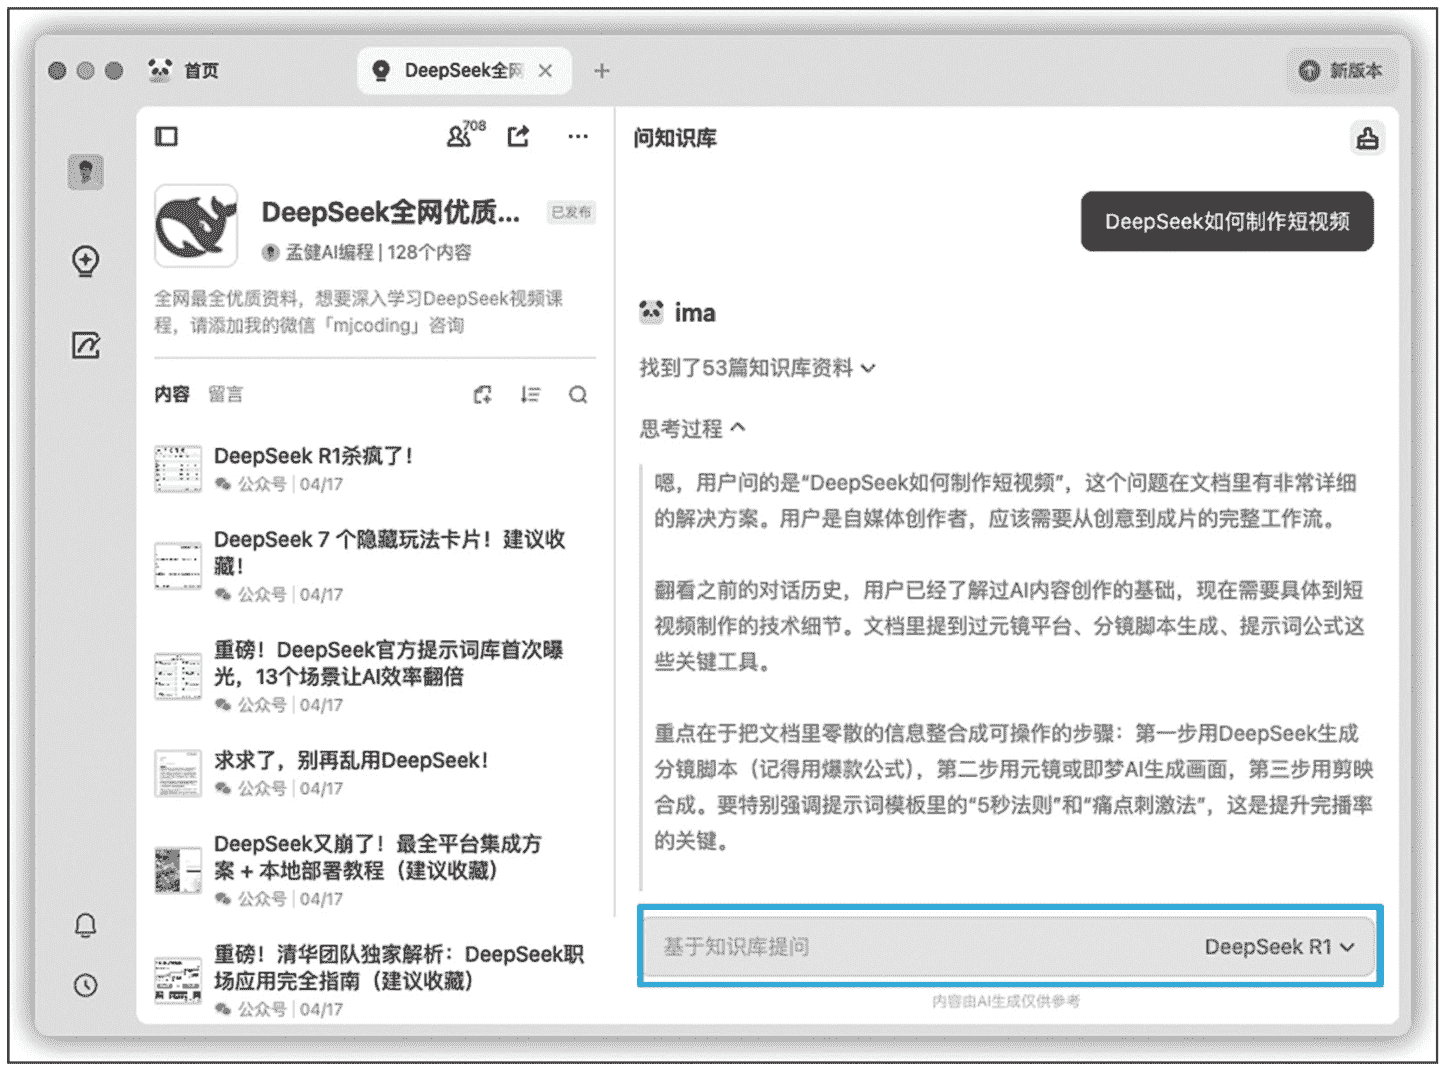 首页
DeepSeek全网
新版本
708
DeepSeek全网优质...
已发布
孟健AI编程 | 128个内容
全网最全优质资料，想要深入学习DeepSeek视频课
程，请添加我的微信「mjcoding」咨询
内容 留言
DeepSeek R1杀疯了！
公众号 | 04/17
DeepSeek 7 个隐藏玩法卡片！建议收
藏！
公众号 | 04/17
重磅！DeepSeek官方提示词库首次曝
光，13个场景让AI效率翻倍
公众号 | 04/17
求求了，别再乱用DeepSeek！
公众号 | 04/17
DeepSeek又崩了！最全平台集成方
案 + 本地部署教程（建议收藏）
公众号 | 04/17
重磅！清华团队独家解析：DeepSeek职
场应用完全指南（建议收藏）
公众号 | 04/17
问知识库
DeepSeek如何制作短视频
ima
找到了53篇知识库资料
思考过程
嗯，用户问的是“DeepSeek如何制作短视频”，这个问题在文档里有非常详细
的解决方案。用户是自媒体创作者，应该需要从创意到成片的完整工作流。
翻看之前的对话历史，用户已经了解过AI内容创作的基础，现在需要具体到短
视频制作的技术细节。文档里提到过元镜平台、分镜脚本生成、提示词公式这
些关键工具。
重点在于把文档里零散的信息整合成可操作的步骤：第一步用DeepSeek生成
分镜脚本（记得用爆款公式），第二步用元镜或即梦AI生成画面，第三步用剪映
合成。要特别强调提示词模板里的“5秒法则”和“痛点刺激法”，这是提升完播率
的关键。
基于知识库提问
DeepSeek R1
内容由AI生成仅供参考